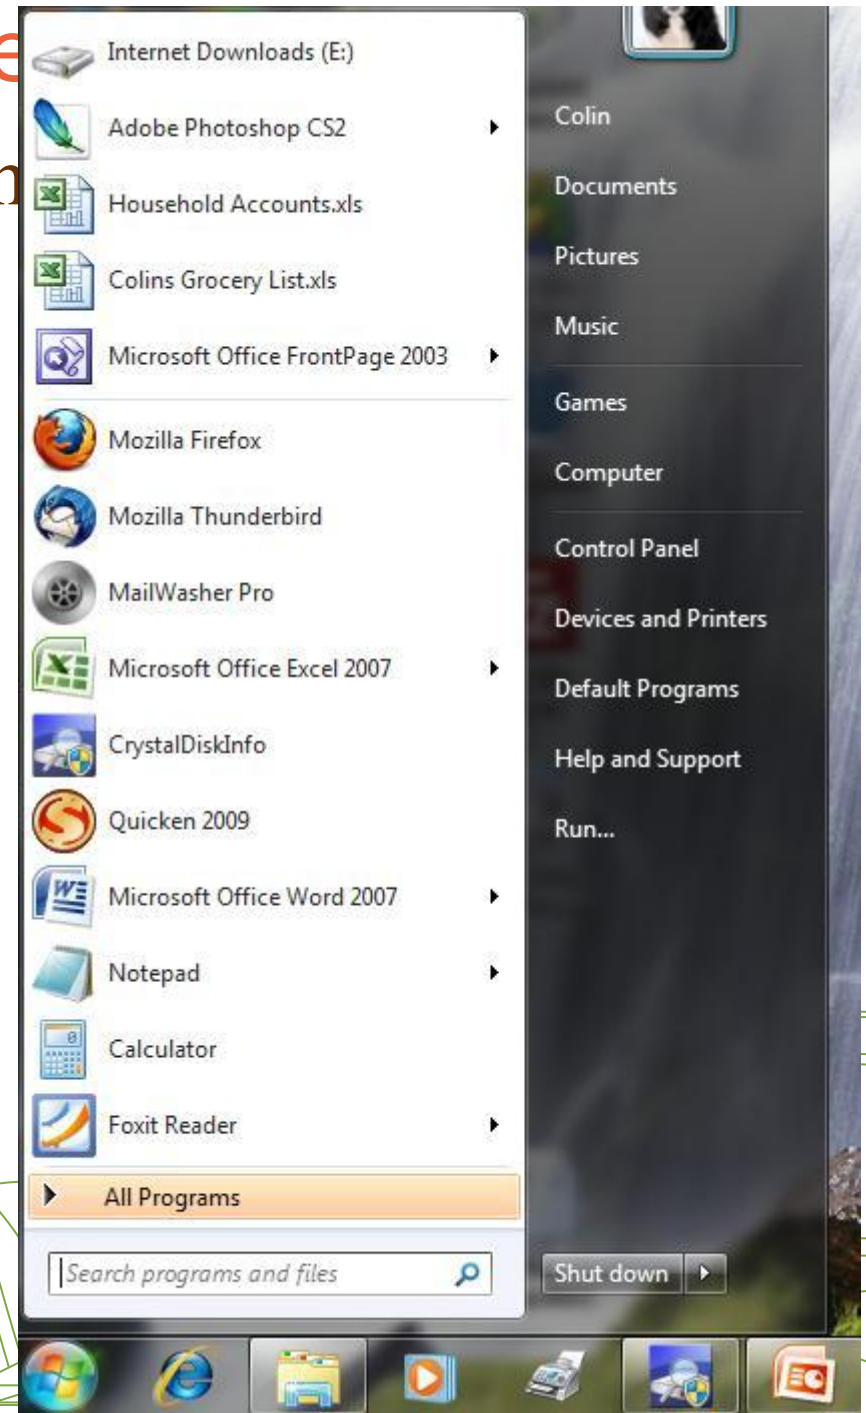 e
n
Internet Downloads (E:)
Adobe Photoshop CS2
Household Accounts.xls
Colins Grocery List.xls
Microsoft Office FrontPage 2003
Mozilla Firefox
Mozilla Thunderbird
MailWasher Pro
Microsoft Office Excel 2007
CrystalDiskInfo
Quicken 2009
Microsoft Office Word 2007
Notepad
Calculator
Foxit Reader
All Programs
Search programs and files
Colin
Documents
Pictures
Music
Games
Computer
Control Panel
Devices and Printers
Default Programs
Help and Support
Run...
Shut down